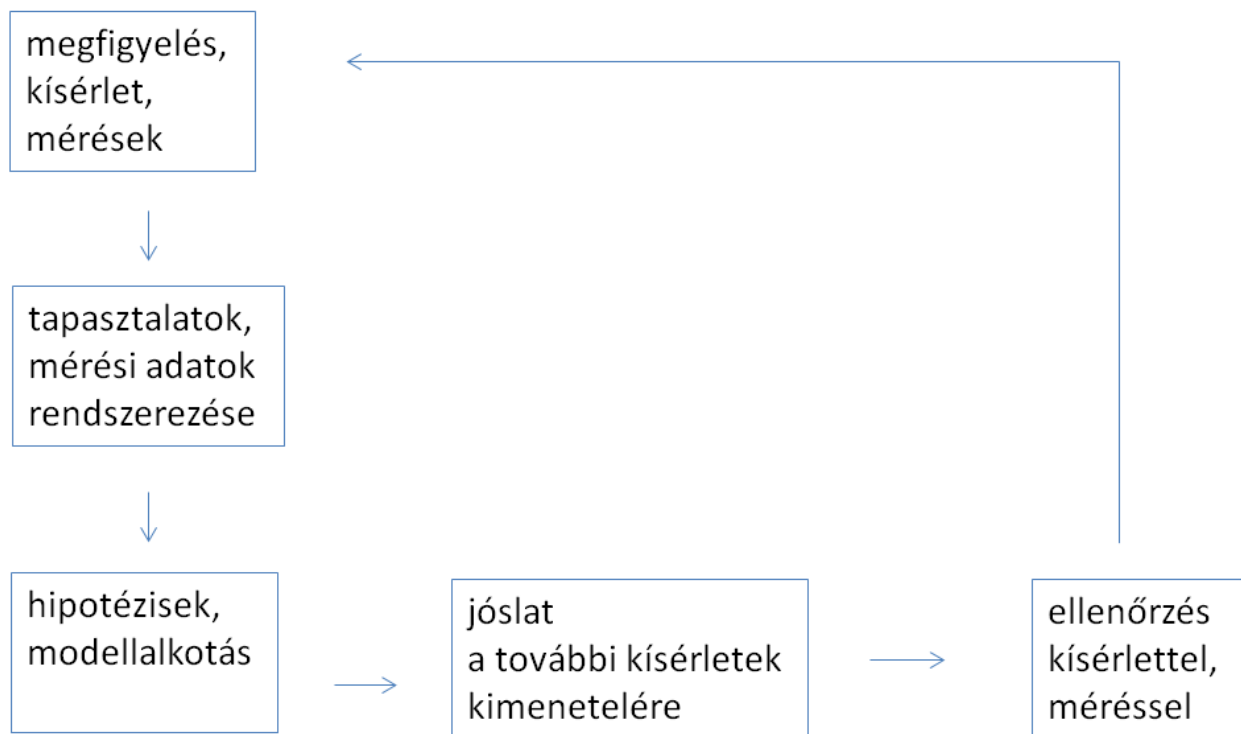 megfigyelés,
kísérlet,
mérések
tapasztalatok,
mérési adatok
rendszerezése
hipotézisek,
modellalkotás
jóslat
a további kísérletek
kimenetelére
ellenőrzés
kísérlettel,
méréssel